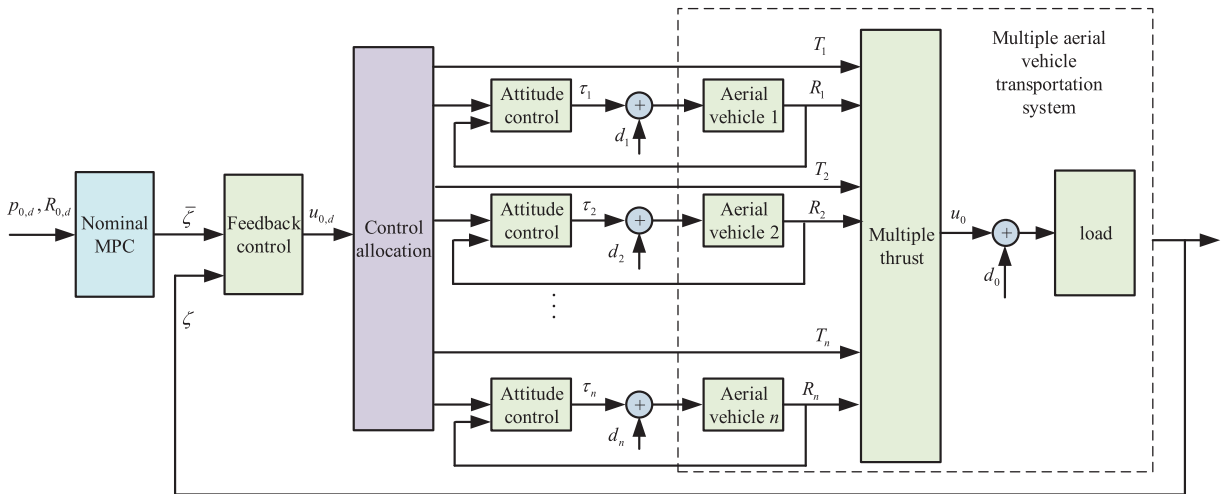 Multiple aerial
vehicle
transportation
system
p₀,d , R₀,d
Nominal
MPC
ζ̄
ζ
Feedback
control
u₀,d
Control
allocation
T₁
Attitude
control
τ₁
+
d₁
Aerial
vehicle 1
R₁
T₂
Attitude
control
τ₂
+
d₂
Aerial
vehicle 2
R₂
⋮
Tₙ
Attitude
control
τₙ
+
dₙ
Aerial
vehicle n
Rₙ
Multiple
thrust
u₀
+
d₀
load